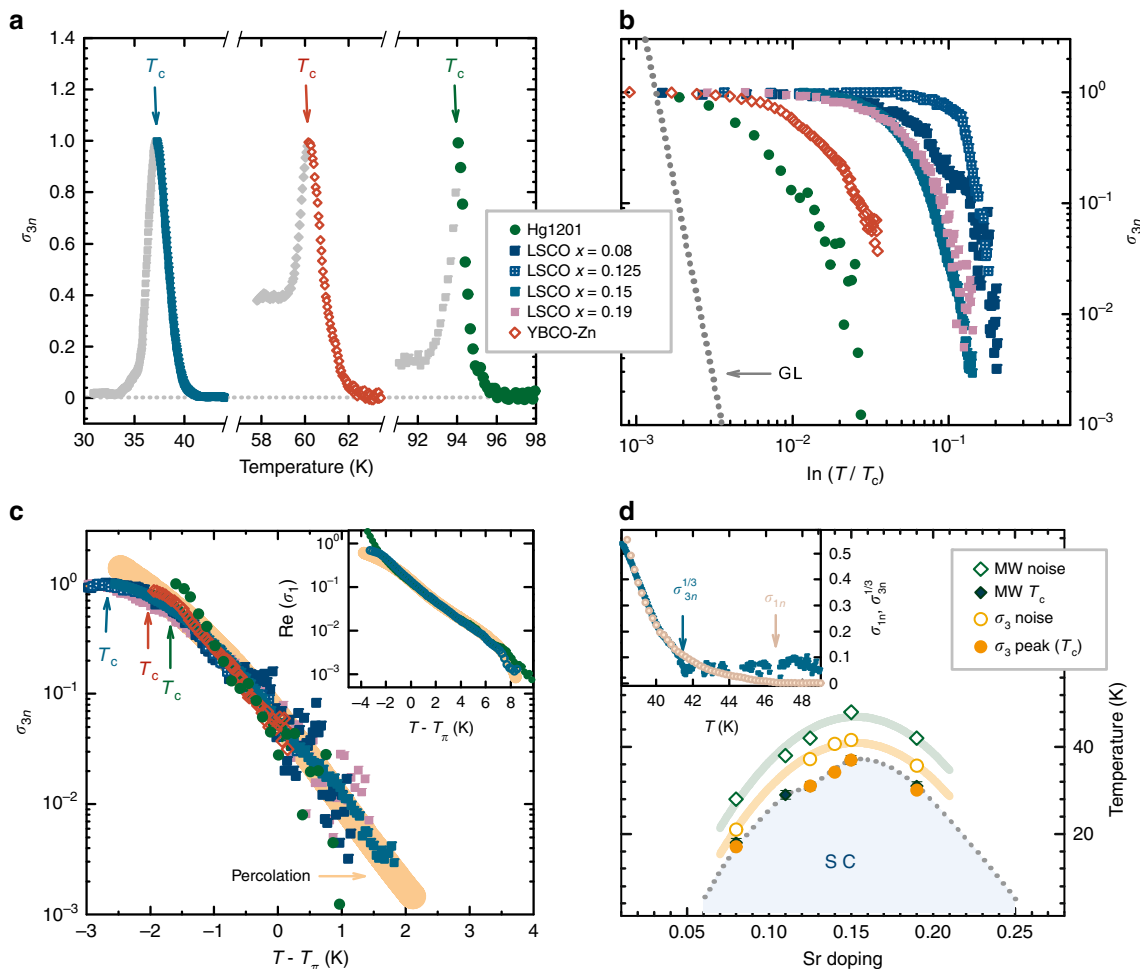 a
1.4
1.2
1.0
0.8
0.6
0.4
0.2
0
σ3n
Tc
Tc
Tc
30
40
58
60
62
92
94
96
98
Temperature (K)
Hg1201
LSCO x = 0.08
LSCO x = 0.125
LSCO x = 0.15
LSCO x = 0.19
YBCO-Zn
b
10⁰
10⁻¹
10⁻²
10⁻³
σ3n
GL
10⁻³
10⁻²
10⁻¹
ln (T / Tc)
c
10⁰
10⁻¹
10⁻²
10⁻³
σ3n
Tc
Tc
Tc
Percolation
−3
−2
−1
0
1
2
3
4
T - Tπ (K)
10⁰
10⁻¹
10⁻²
10⁻³
Re (σ1)
−4
−2
0
2
4
6
8
T - Tπ (K)
d
σ3n^1/3
σ1n
0.5
0.4
0.3
0.2
0.1
0
σ1n, σ3n^1/3
40
42
44
46
48
T (K)
MW noise
MW Tc
σ3 noise
σ3 peak (Tc)
40
20
Temperature (K)
S C
0.05
0.10
0.15
0.20
0.25
Sr doping